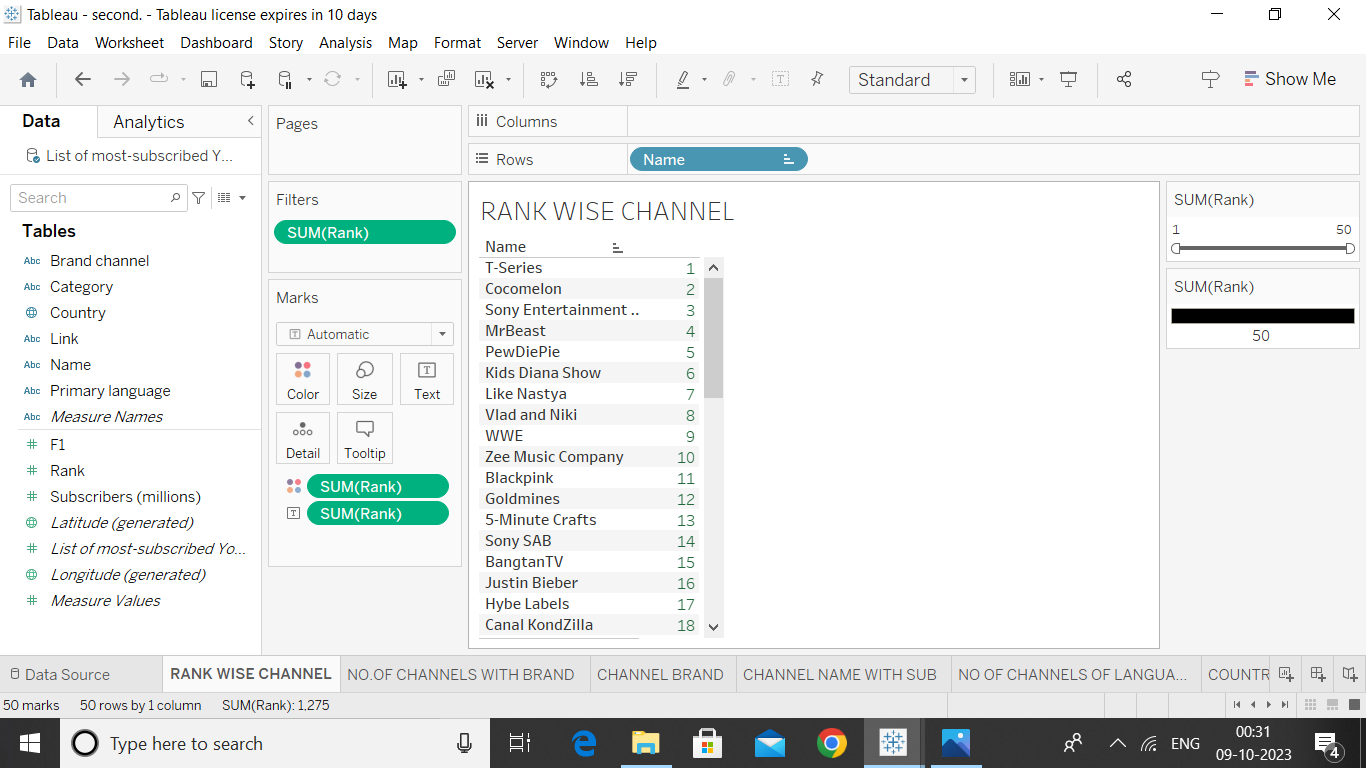 Tableau - second. - Tableau license expires in 10 days
File Data Worksheet Dashboard Story Analysis Map Format Server Window Help
Standard
Show Me
Data Analytics
List of most-subscribed Y...
Search
Tables
Abc Brand channel
Abc Category
Country
Abc Link
Abc Name
Abc Primary language
Abc Measure Names
# F1
# Rank
# Subscribers (millions)
Latitude (generated)
# List of most-subscribed Yo...
Longitude (generated)
# Measure Values
Pages
Filters
SUM(Rank)
Marks
T Automatic
Color Size Text
Detail Tooltip
SUM(Rank)
T SUM(Rank)
Columns
Rows Name
RANK WISE CHANNEL
Name
T-Series 1
Cocomelon 2
Sony Entertainment .. 3
MrBeast 4
PewDiePie 5
Kids Diana Show 6
Like Nastya 7
Vlad and Niki 8
WWE 9
Zee Music Company 10
Blackpink 11
Goldmines 12
5-Minute Crafts 13
Sony SAB 14
BangtanTV 15
Justin Bieber 16
Hybe Labels 17
Canal KondZilla 18
SUM(Rank)
1 50
SUM(Rank)
50
Data Source RANK WISE CHANNEL NO.OF CHANNELS WITH BRAND CHANNEL BRAND CHANNEL NAME WITH SUB NO OF CHANNELS OF LANGUA... COUNTR
50 marks 50 rows by 1 column SUM(Rank): 1,275
Type here to search
ENG
00:31
09-10-2023
4